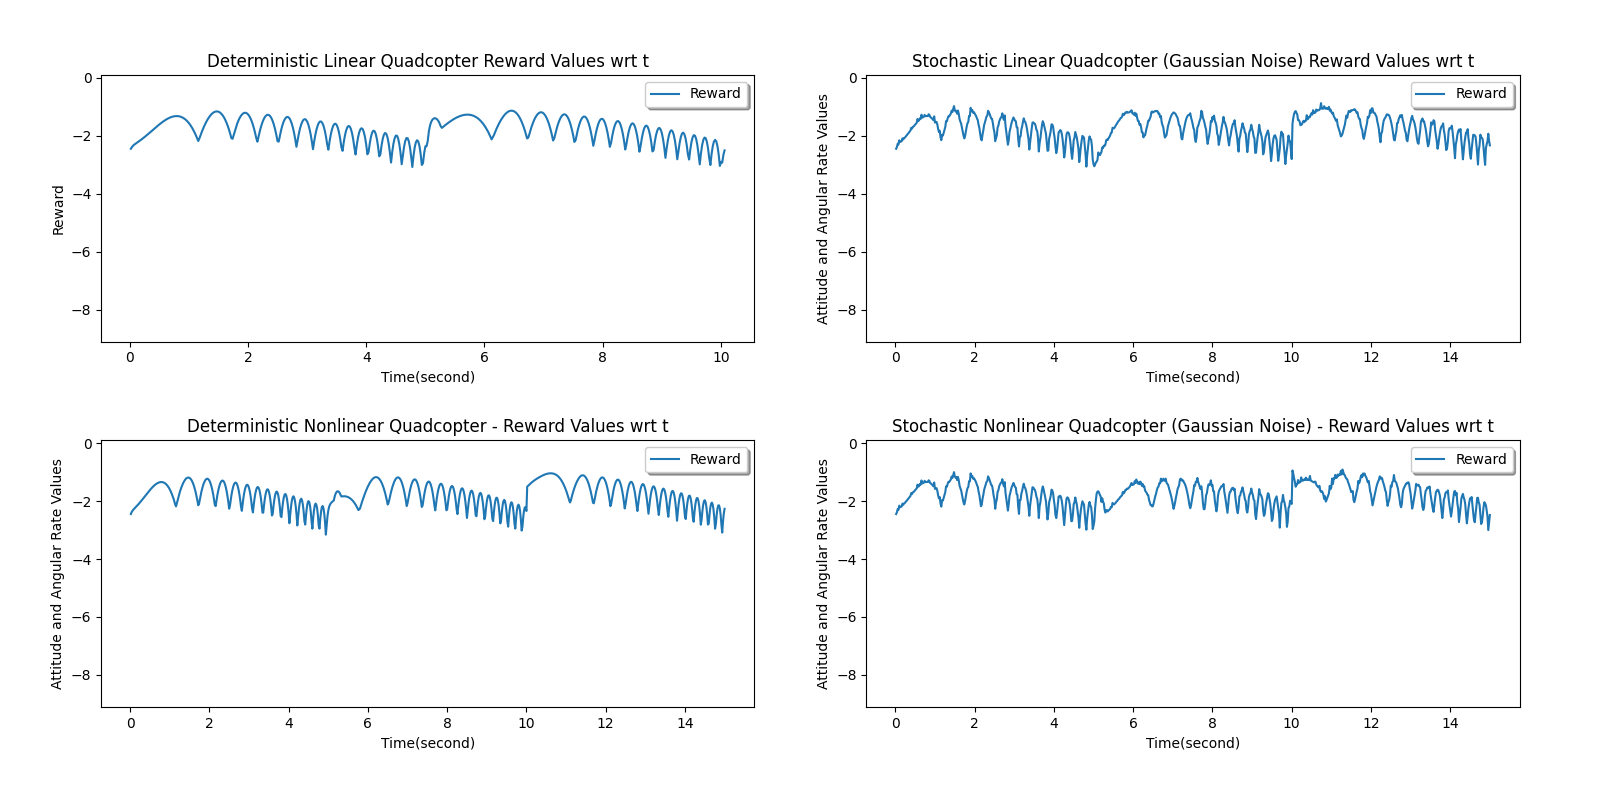 Deterministic Linear Quadcopter Reward Values wrt t
Reward
Reward
0
−2
−4
−6
−8
0 2 4 6 8 10
Time(second)
Stochastic Linear Quadcopter (Gaussian Noise) Reward Values wrt t
Reward
Attitude and Angular Rate Values
0
−2
−4
−6
−8
0 2 4 6 8 10 12 14
Time(second)
Deterministic Nonlinear Quadcopter - Reward Values wrt t
Reward
Attitude and Angular Rate Values
0
−2
−4
−6
−8
0 2 4 6 8 10 12 14
Time(second)
Stochastic Nonlinear Quadcopter (Gaussian Noise) - Reward Values wrt t
Reward
Attitude and Angular Rate Values
0
−2
−4
−6
−8
0 2 4 6 8 10 12 14
Time(second)